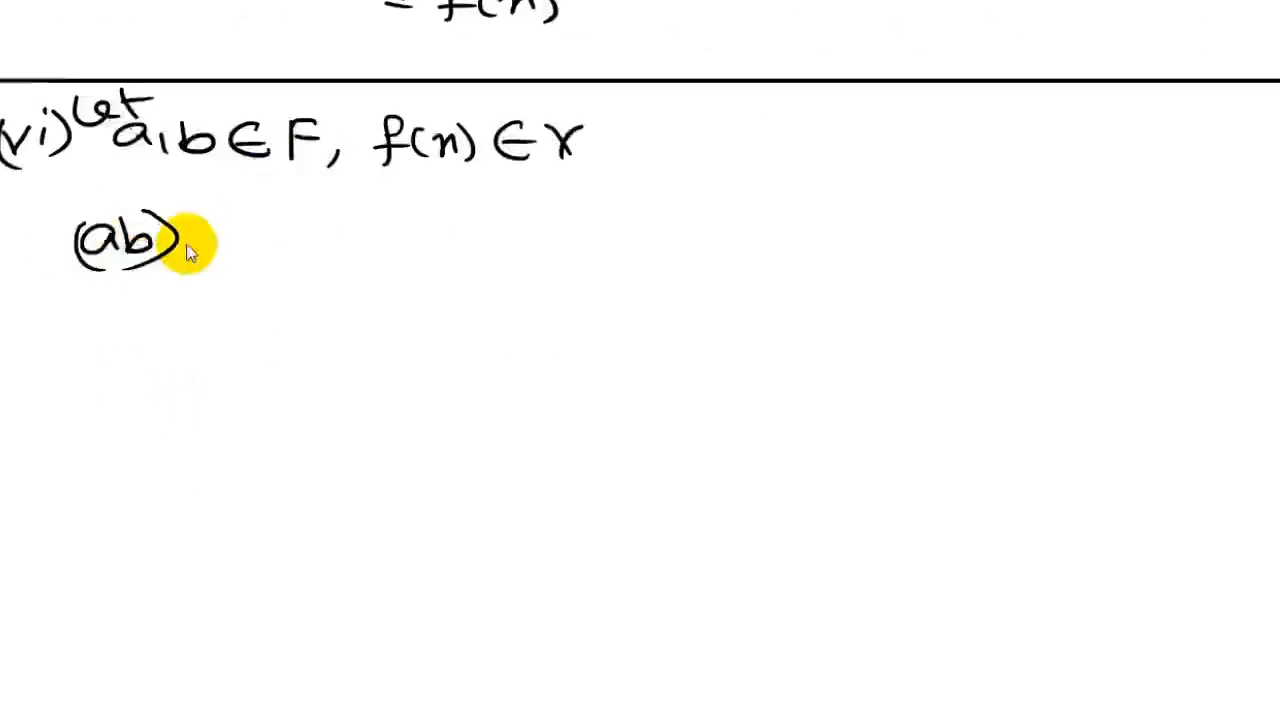 = f(n)
(vi) let a, b ∈ F, f(n) ∈ γ
(ab)